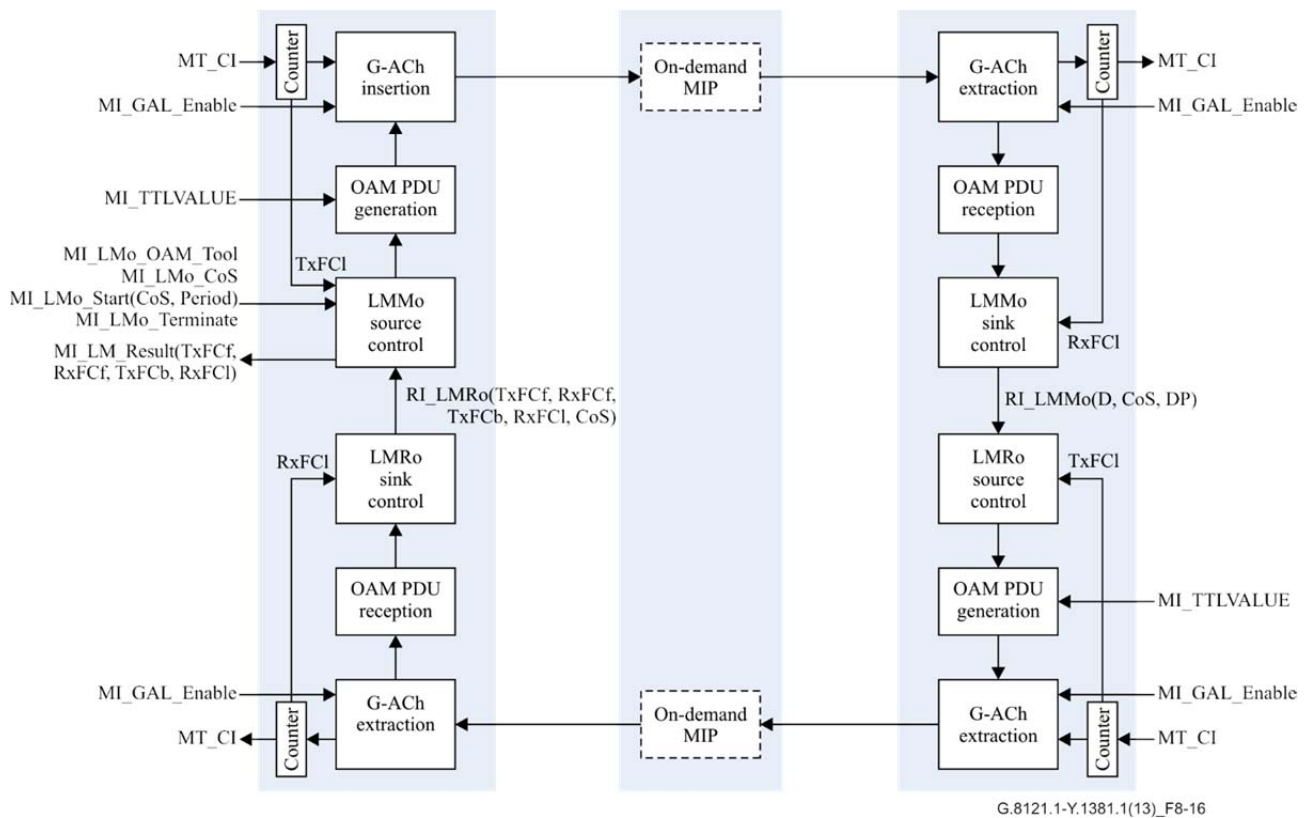 MT_CI
Counter
G-ACh
insertion
On-demand
MIP
G-ACh
extraction
Counter
MT_CI
MI_GAL_Enable
MI_GAL_Enable
MI_TTLVALUE
OAM PDU
generation
OAM PDU
reception
MI_LMo_OAM_Tool
MI_LMo_CoS
MI_LMo_Start(CoS, Period)
MI_LMo_Terminate
TxFCl
LMMo
source
control
LMMo
sink
control
RxFCl
MI_LM_Result(TxFCf,
RxFCf, TxFCb, RxFCl)
RI_LMRo(TxFCf, RxFCf,
TxFCb, RxFCl, CoS)
RI_LMMo(D, CoS, DP)
RxFCl
LMRo
sink
control
LMRo
source
control
TxFCl
OAM PDU
reception
OAM PDU
generation
MI_TTLVALUE
MI_GAL_Enable
MI_GAL_Enable
MT_CI
Counter
G-ACh
extraction
On-demand
MIP
G-ACh
extraction
Counter
MT_CI
G.8121.1-Y.1381.1(13)_F8-16